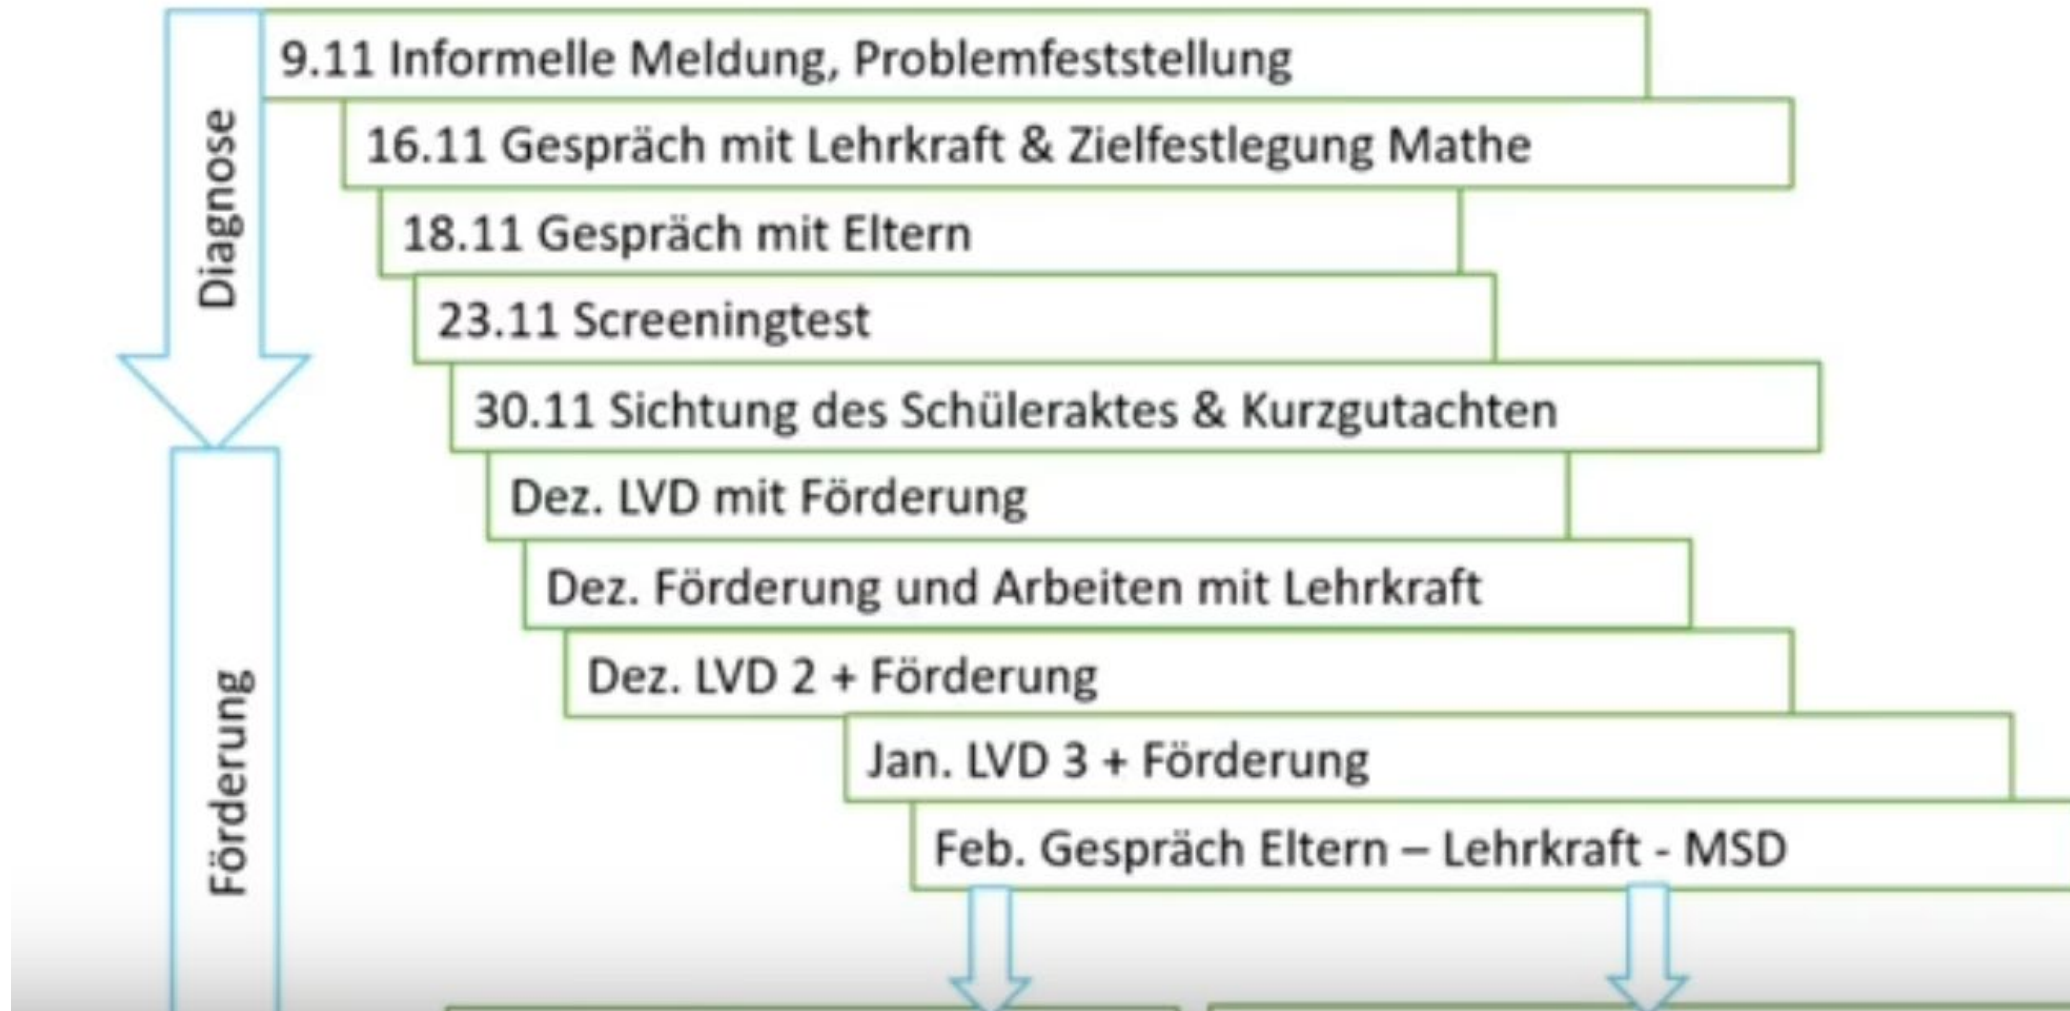 9.11 Informelle Meldung, Problemfeststellung
16.11 Gespräch mit Lehrkraft & Zielfestlegung Mathe
18.11 Gespräch mit Eltern
23.11 Screeningtest
30.11 Sichtung des Schüleraktes & Kurzgutachten
Dez. LVD mit Förderung
Dez. Förderung und Arbeiten mit Lehrkraft
Dez. LVD 2 + Förderung
Jan. LVD 3 + Förderung
Feb. Gespräch Eltern – Lehrkraft - MSD
Diagnose
Förderung